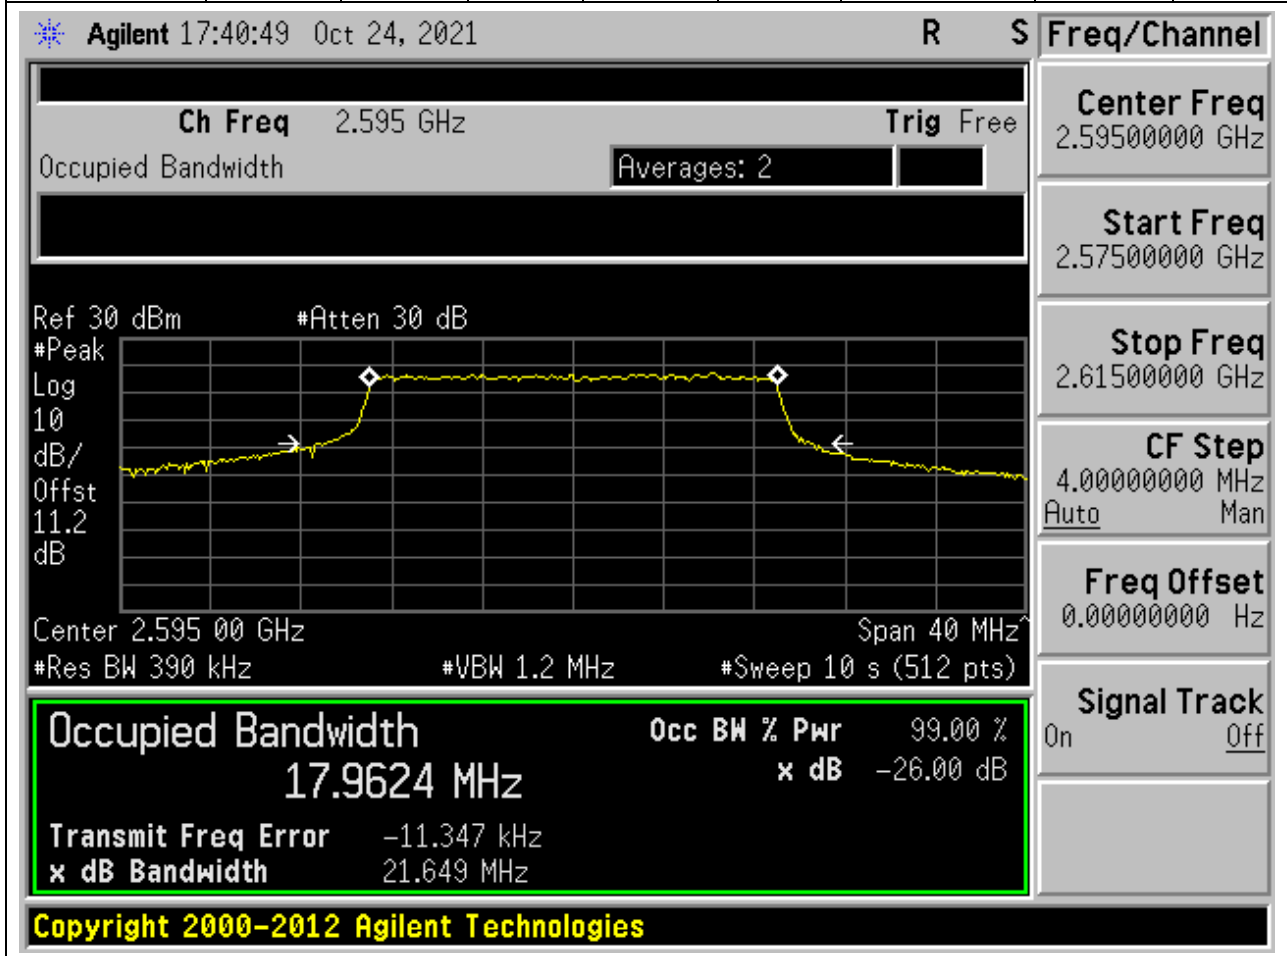 Agilent 17:40:49 Oct 24, 2021 R S Freq/Channel
Ch Freq 2.595 GHz Trig Free
Occupied Bandwidth Averages: 2
Center Freq
2.59500000 GHz
Start Freq
2.57500000 GHz
Stop Freq
2.61500000 GHz
CF Step
4.00000000 MHz
Auto Man
Freq Offset
0.00000000 Hz
Signal Track
On Off
Ref 30 dBm #Atten 30 dB
#Peak
Log
10
dB/
Offst
11.2
dB
Center 2.595 00 GHz Span 40 MHz^
#Res BW 390 kHz #VBW 1.2 MHz #Sweep 10 s (512 pts)
Occupied Bandwidth Occ BW % Pwr 99.00 %
17.9624 MHz x dB -26.00 dB
Transmit Freq Error -11.347 kHz
x dB Bandwidth 21.649 MHz
Copyright 2000-2012 Agilent Technologies